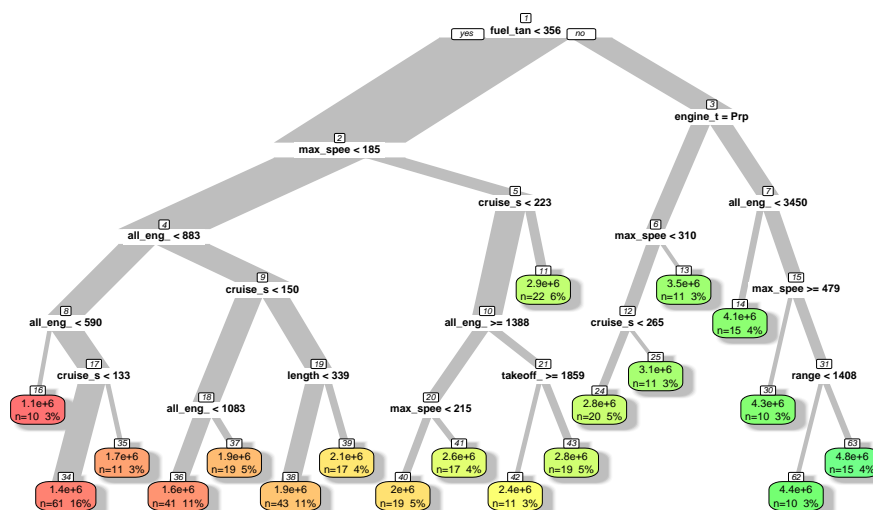 1
fuel_tan < 356
yes
no
3
engine_t = Prp
2
max_spee < 185
5
cruise_s < 223
7
all_eng_ < 3450
4
all_eng_ < 883
6
max_spee < 310
11
2.9e+6
n=22 6%
13
3.5e+6
n=11 3%
9
cruise_s < 150
15
max_spee >= 479
14
4.1e+6
n=15 4%
8
all_eng_ < 590
10
all_eng_ >= 1388
12
cruise_s < 265
25
3.1e+6
n=11 3%
17
cruise_s < 133
19
length < 339
21
takeoff_ >= 1859
31
range < 1408
16
1.1e+6
n=10 3%
18
all_eng_ < 1083
20
max_spee < 215
24
2.8e+6
n=20 5%
30
4.3e+6
n=10 3%
35
1.7e+6
n=11 3%
37
1.9e+6
n=19 5%
39
2.1e+6
n=17 4%
41
2.6e+6
n=17 4%
43
2.8e+6
n=19 5%
63
4.8e+6
n=15 4%
34
1.4e+6
n=61 16%
36
1.6e+6
n=41 11%
38
1.9e+6
n=43 11%
40
2e+6
n=19 5%
42
2.4e+6
n=11 3%
62
4.4e+6
n=10 3%